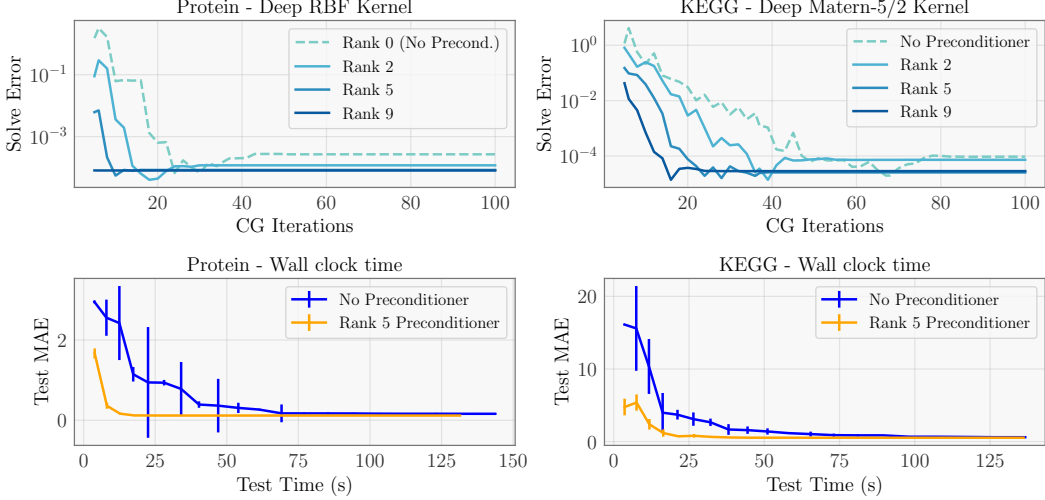 Protein - Deep RBF Kernel
Solve Error
10⁻¹
10⁻³
Rank 0 (No Precond.)
Rank 2
Rank 5
Rank 9
20 40 60 80 100
CG Iterations
KEGG - Deep Matern-5/2 Kernel
Solve Error
10⁰
10⁻²
10⁻⁴
No Preconditioner
Rank 2
Rank 5
Rank 9
20 40 60 80 100
CG Iterations
Protein - Wall clock time
Test MAE
2
0
No Preconditioner
Rank 5 Preconditioner
0 25 50 75 100 125 150
Test Time (s)
KEGG - Wall clock time
Test MAE
20
15
10
5
0
No Preconditioner
Rank 5 Preconditioner
0 25 50 75 100 125
Test Time (s)